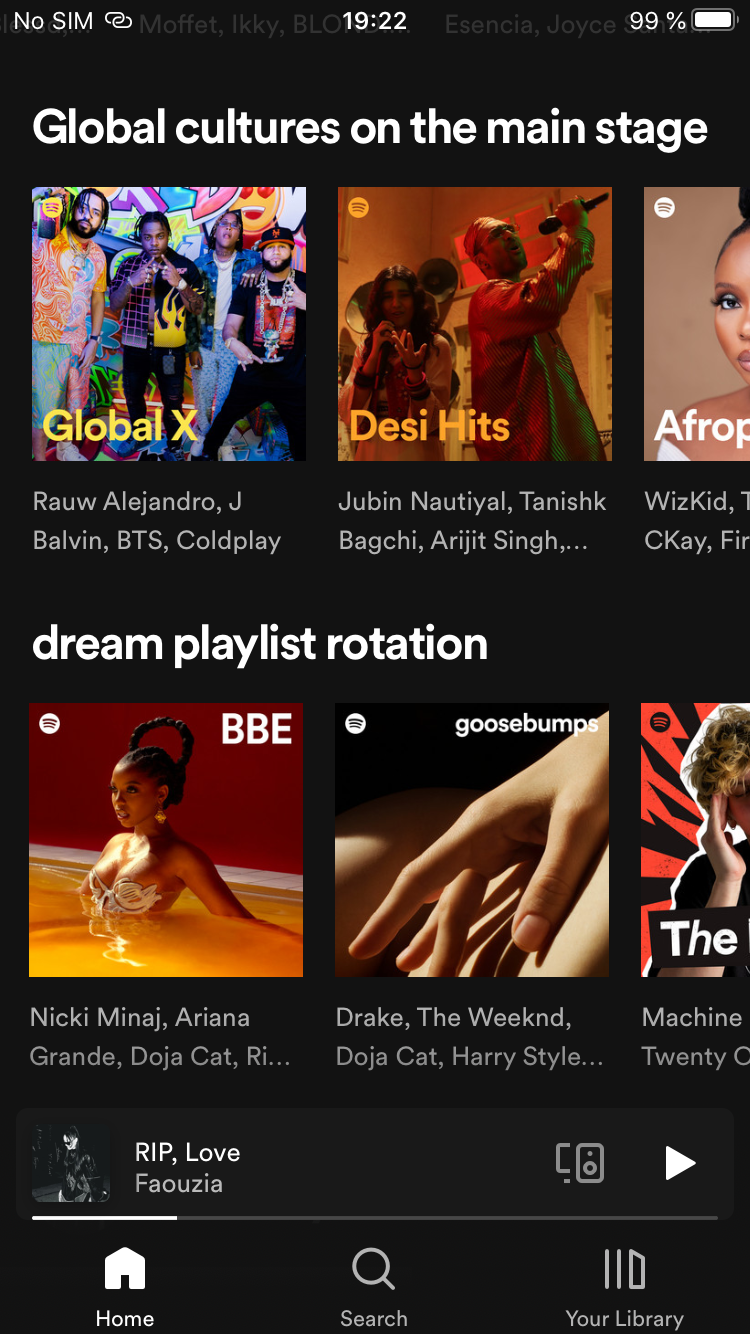 No SIM 19:22 99 %
Moffet, Ikky, BLOND... Esencia, Joyce Santa...
Global cultures on the main stage
Global X
Desi Hits
Afrop
Rauw Alejandro, J
Balvin, BTS, Coldplay
Jubin Nautiyal, Tanishk
Bagchi, Arijit Singh,...
WizKid, T
CKay, Fir
dream playlist rotation
BBE
goosebumps
The
Nicki Minaj, Ariana
Grande, Doja Cat, Ri...
Drake, The Weeknd,
Doja Cat, Harry Style...
Machine
Twenty O
RIP, Love
Faouzia
Home
Search
Your Library